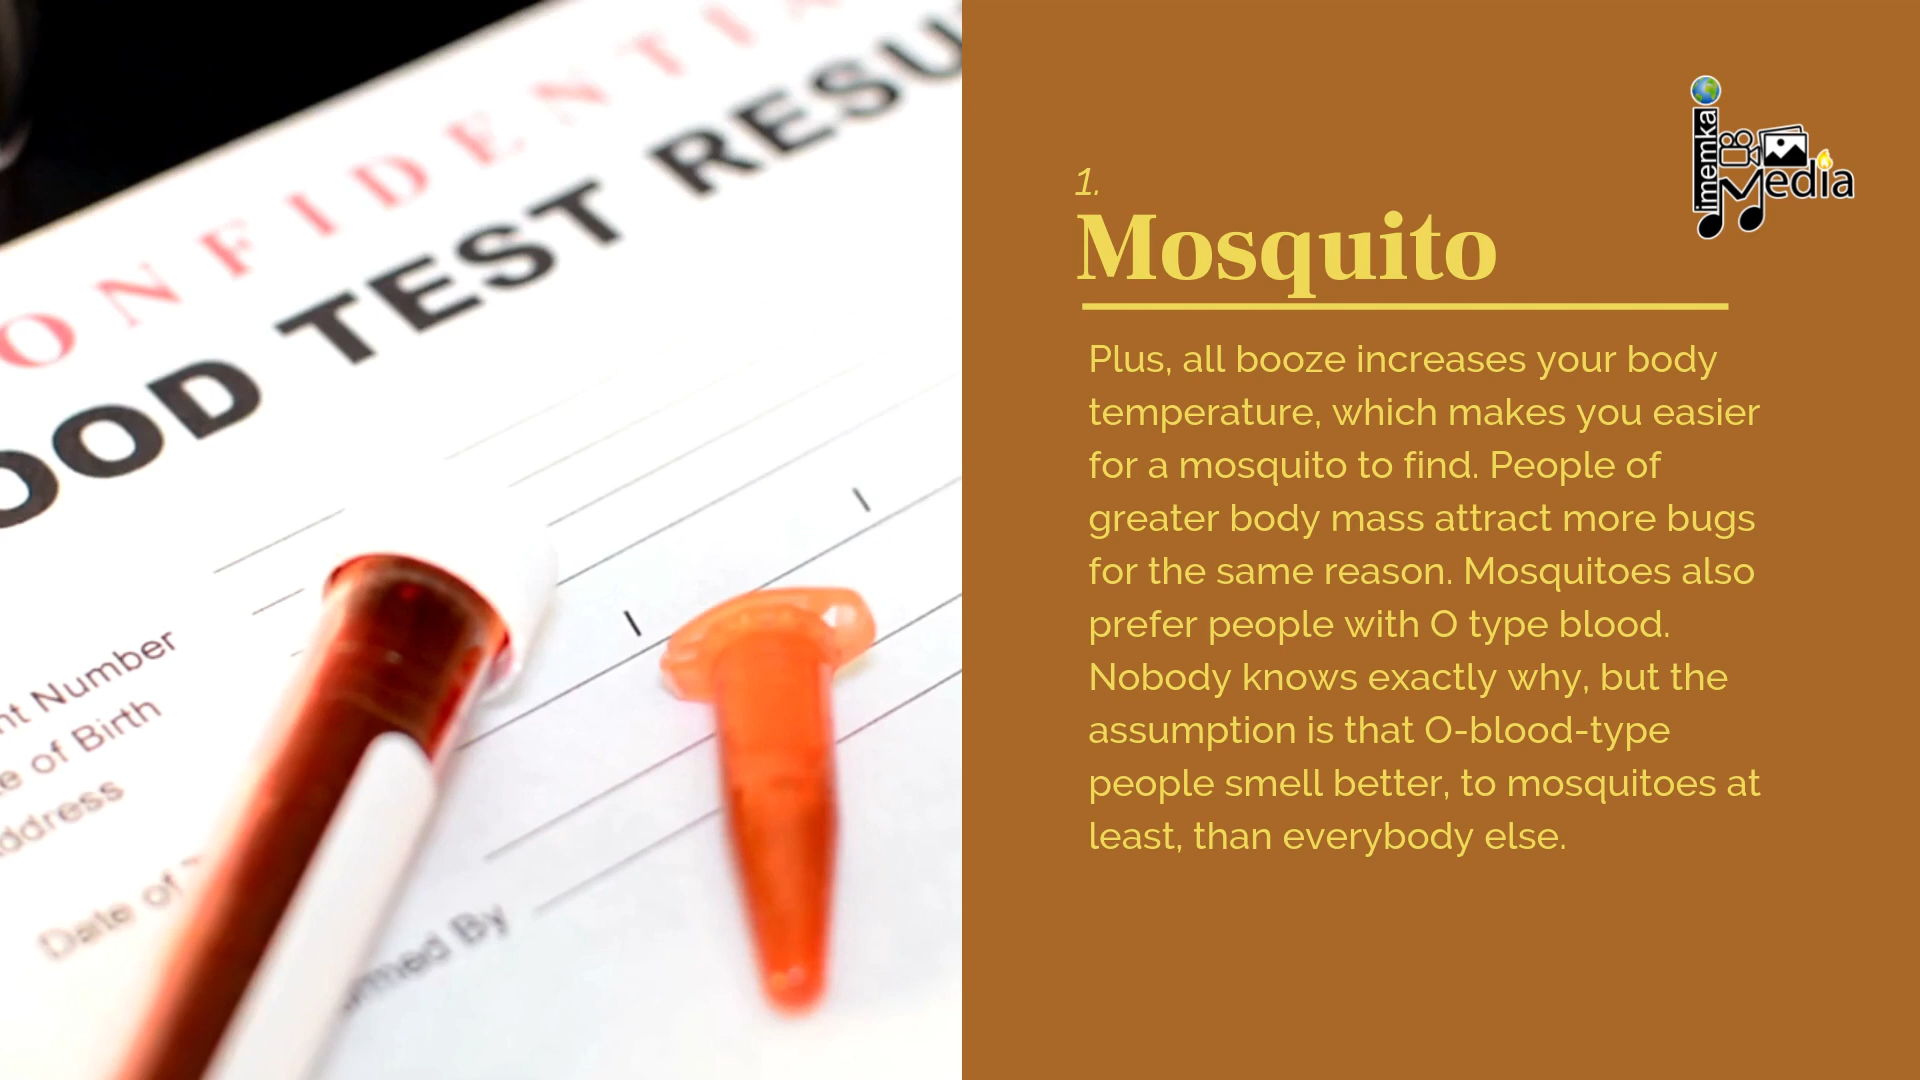 ONFIDENTIA
OOD TEST RESU
nt Number
e of Birth
ddress
Date of T
rmed By
imemka
Media
1.
Mosquito
Plus, all booze increases your body
temperature, which makes you easier
for a mosquito to find. People of
greater body mass attract more bugs
for the same reason. Mosquitoes also
prefer people with O type blood.
Nobody knows exactly why, but the
assumption is that O-blood-type
people smell better, to mosquitoes at
least, than everybody else.